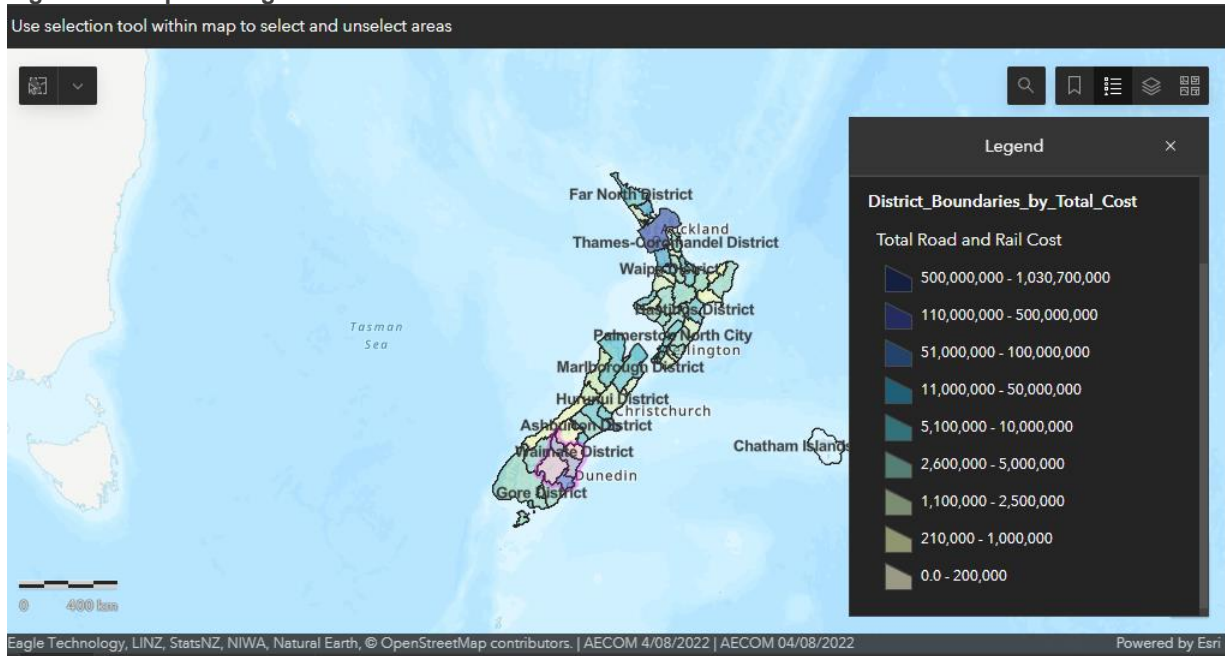 Use selection tool within map to select and unselect areas
Legend
District_Boundaries_by_Total_Cost
Total Road and Rail Cost
500,000,000 - 1,030,700,000
110,000,000 - 500,000,000
51,000,000 - 100,000,000
11,000,000 - 50,000,000
5,100,000 - 10,000,000
2,600,000 - 5,000,000
1,100,000 - 2,500,000
210,000 - 1,000,000
0.0 - 200,000
Far North District
Thames-Coromandel District
Hastings District
Palmerston North City
Marlborough District
Hurunui District
Christchurch
Ashburton District
Waimate District
Dunedin
Gore District
Chatham Islands
Tasman
Sea
0 400 km
Eagle Technology, LINZ, StatsNZ, NIWA, Natural Earth, © OpenStreetMap contributors. | AECOM 4/08/2022 | AECOM 04/08/2022
Powered by Esri